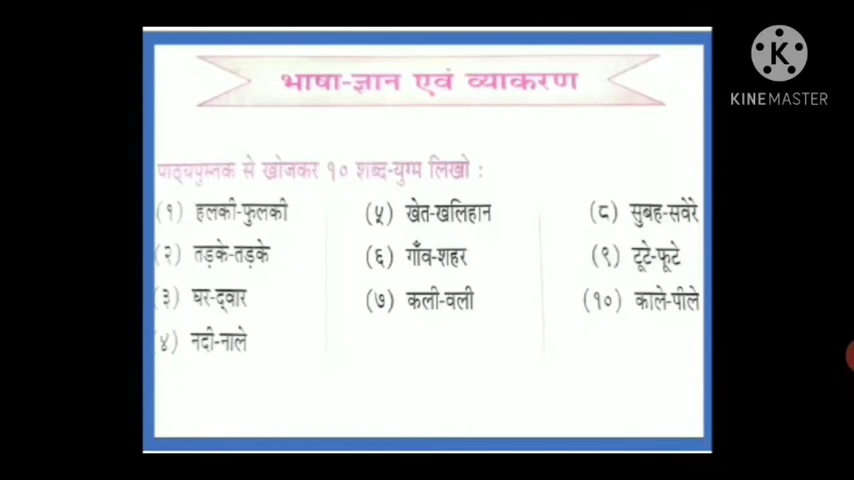 भाषा-ज्ञान एवं व्याकरण
KINEMASTER
पाठ्यपुस्तक से खोजकर १० शब्द-युग्म लिखो :
(१) हलकी-फुलकी
(२) तड़के-तड़के
(३) घर-द्वार
(४) नदी-नाले
(५) खेत-खलिहान
(६) गाँव-शहर
(७) कली-वली
(८) सुबह-सवेरे
(९) टूटे-फूटे
(१०) काले-पीले